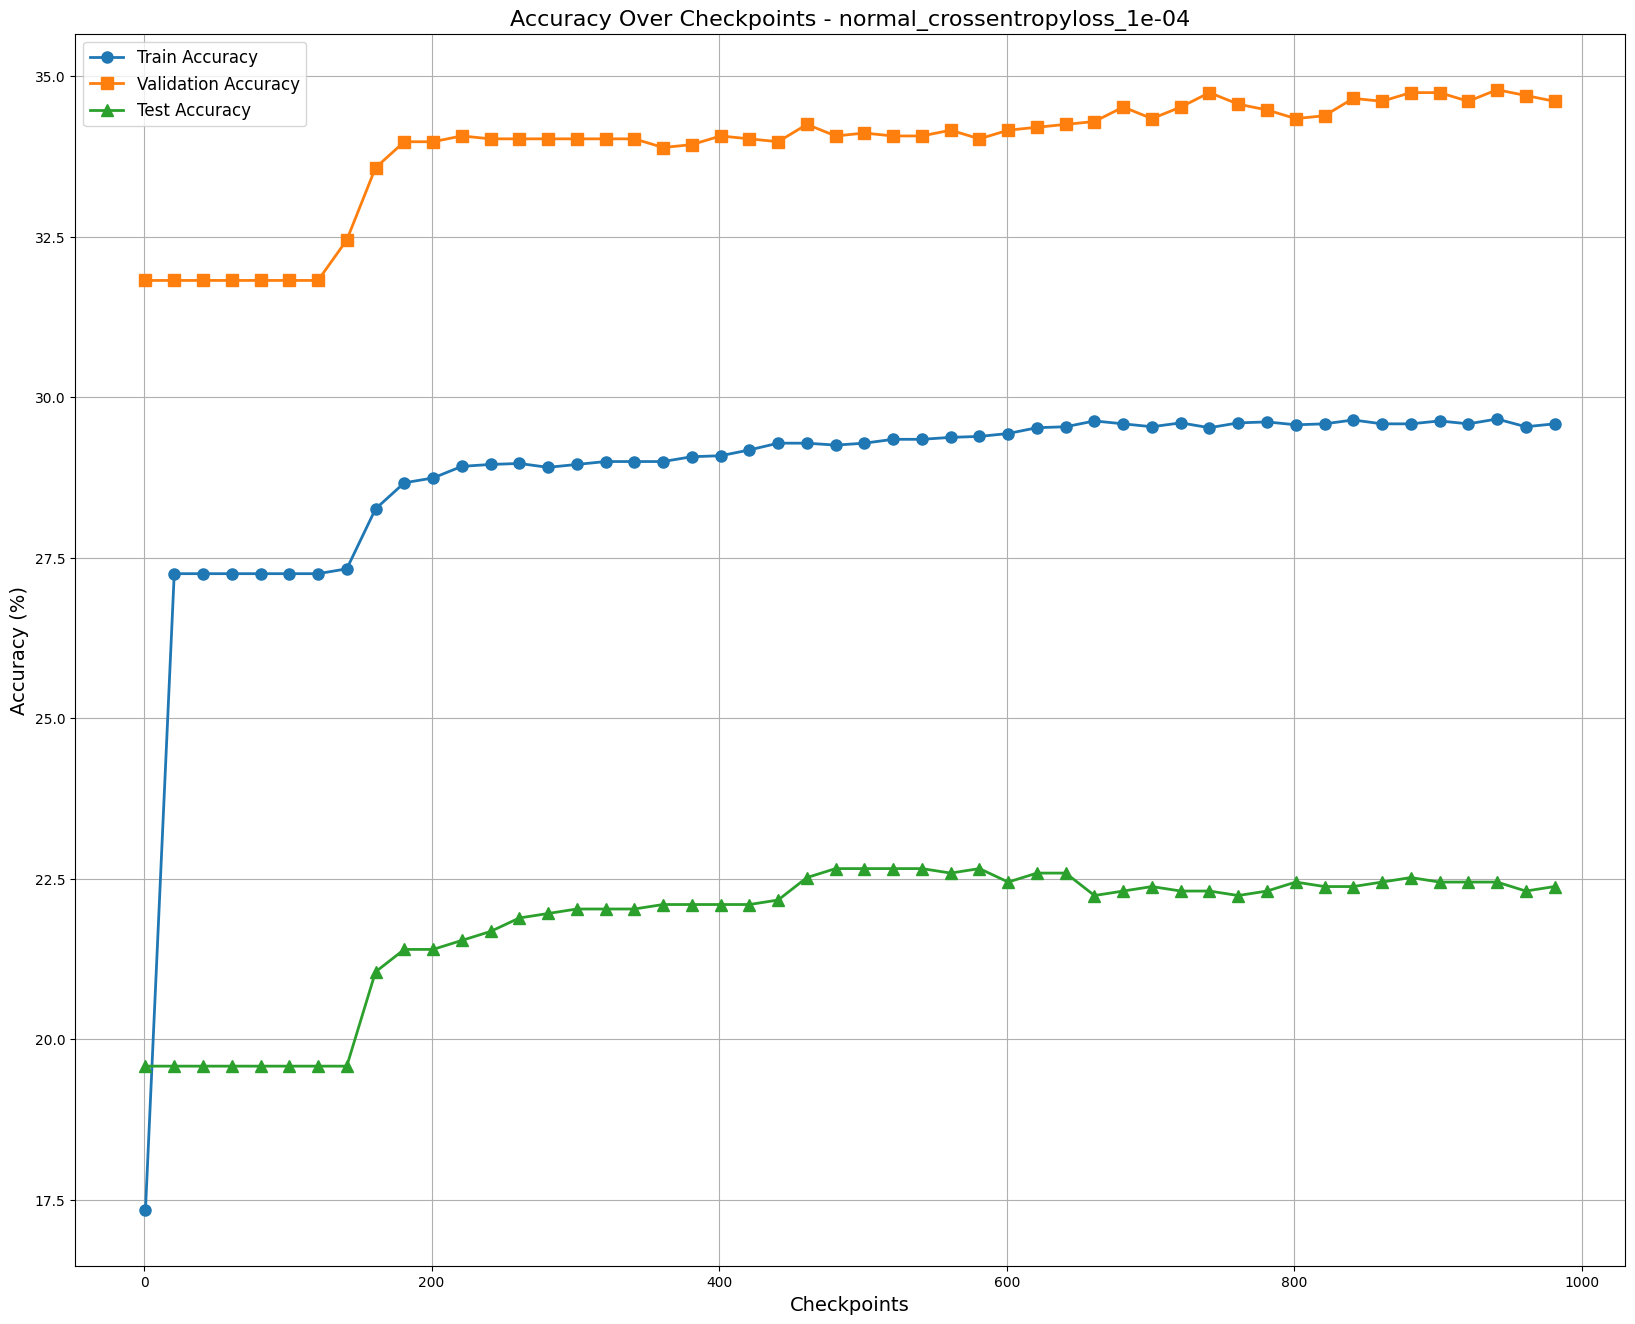 Accuracy Over Checkpoints - normal_crossentropyloss_1e-04
Train Accuracy
Validation Accuracy
Test Accuracy
Accuracy (%)
35.0
32.5
30.0
27.5
25.0
22.5
20.0
17.5
0 200 400 600 800 1000
Checkpoints